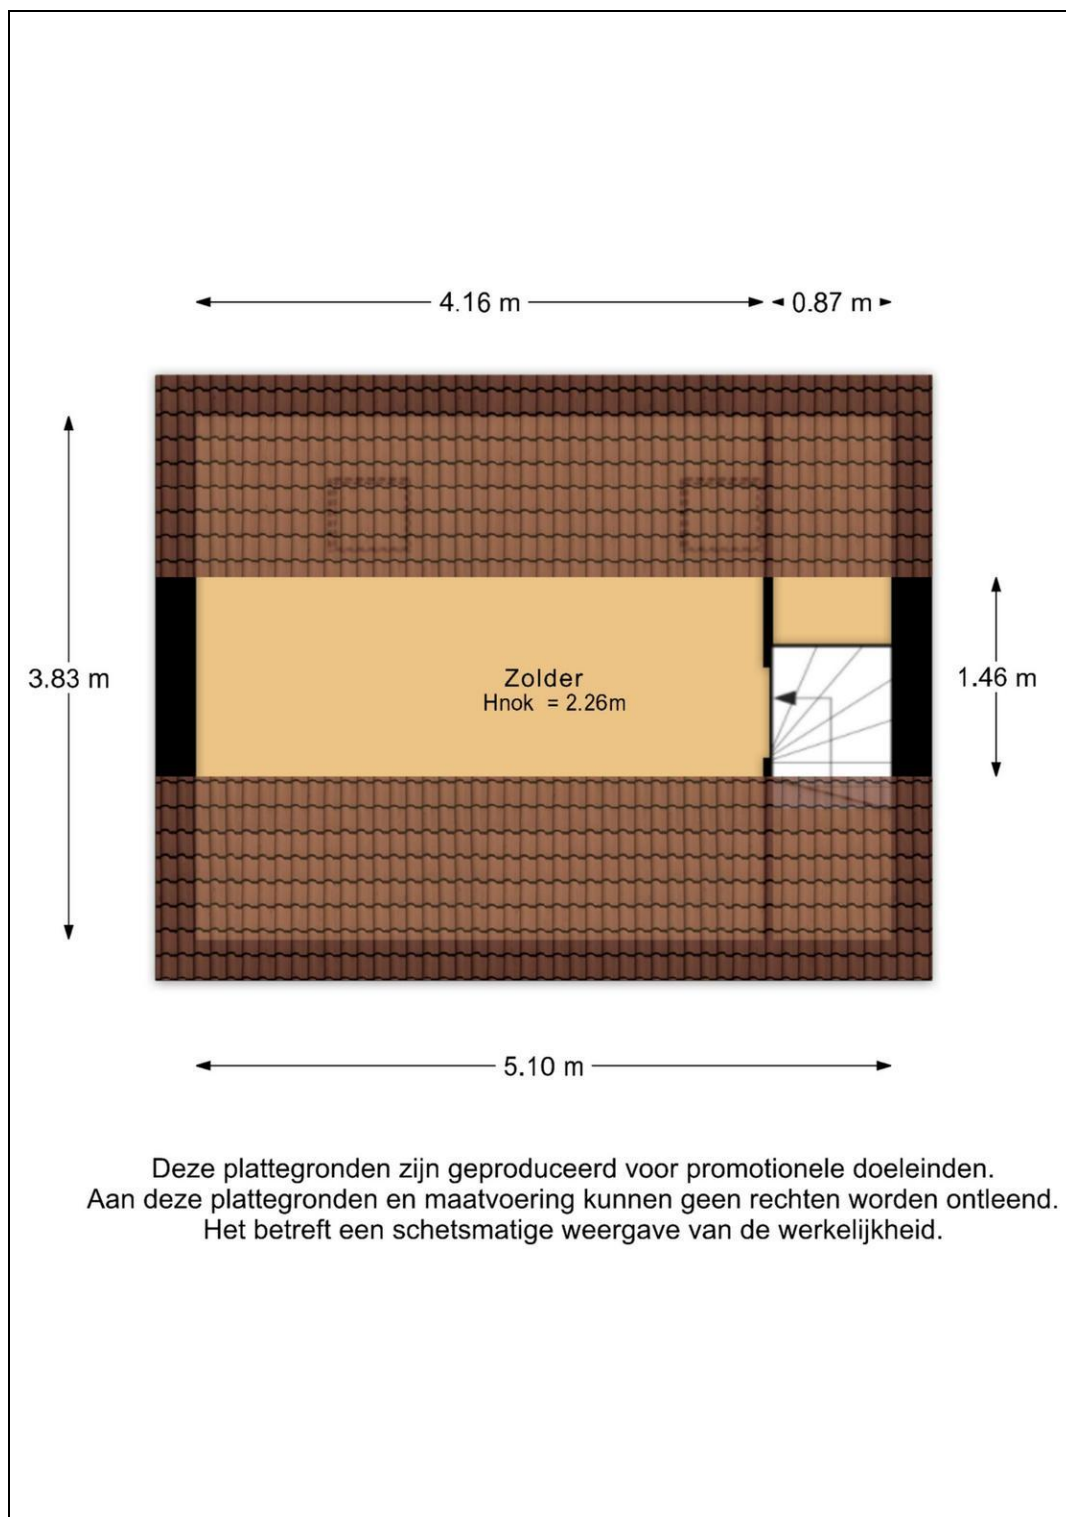 4.16 m
0.87 m
3.83 m
1.46 m
Zolder
Hnok = 2.26m
5.10 m
Deze plattegronden zijn geproduceerd voor promotionele doeleinden.
Aan deze plattegronden en maatvoering kunnen geen rechten worden ontleend.
Het betreft een schetsmatige weergave van de werkelijkheid.